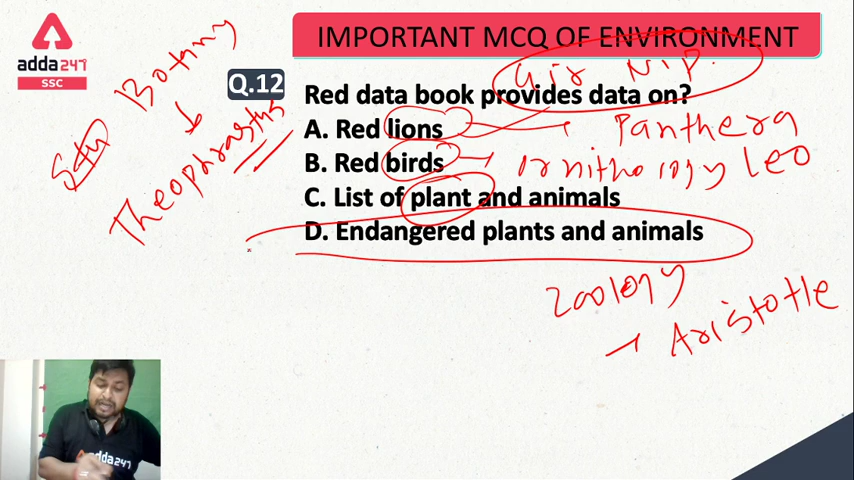 IMPORTANT MCQ OF ENVIRONMENT
adda247
SSC
Q.12
Red data book provides data on?
A. Red lions
B. Red birds
C. List of plant and animals
D. Endangered plants and animals
Gir N.P.
Panthera
Leo
Ornithology
Botany
Theophrastus
Zoology
Aristotle
adda247